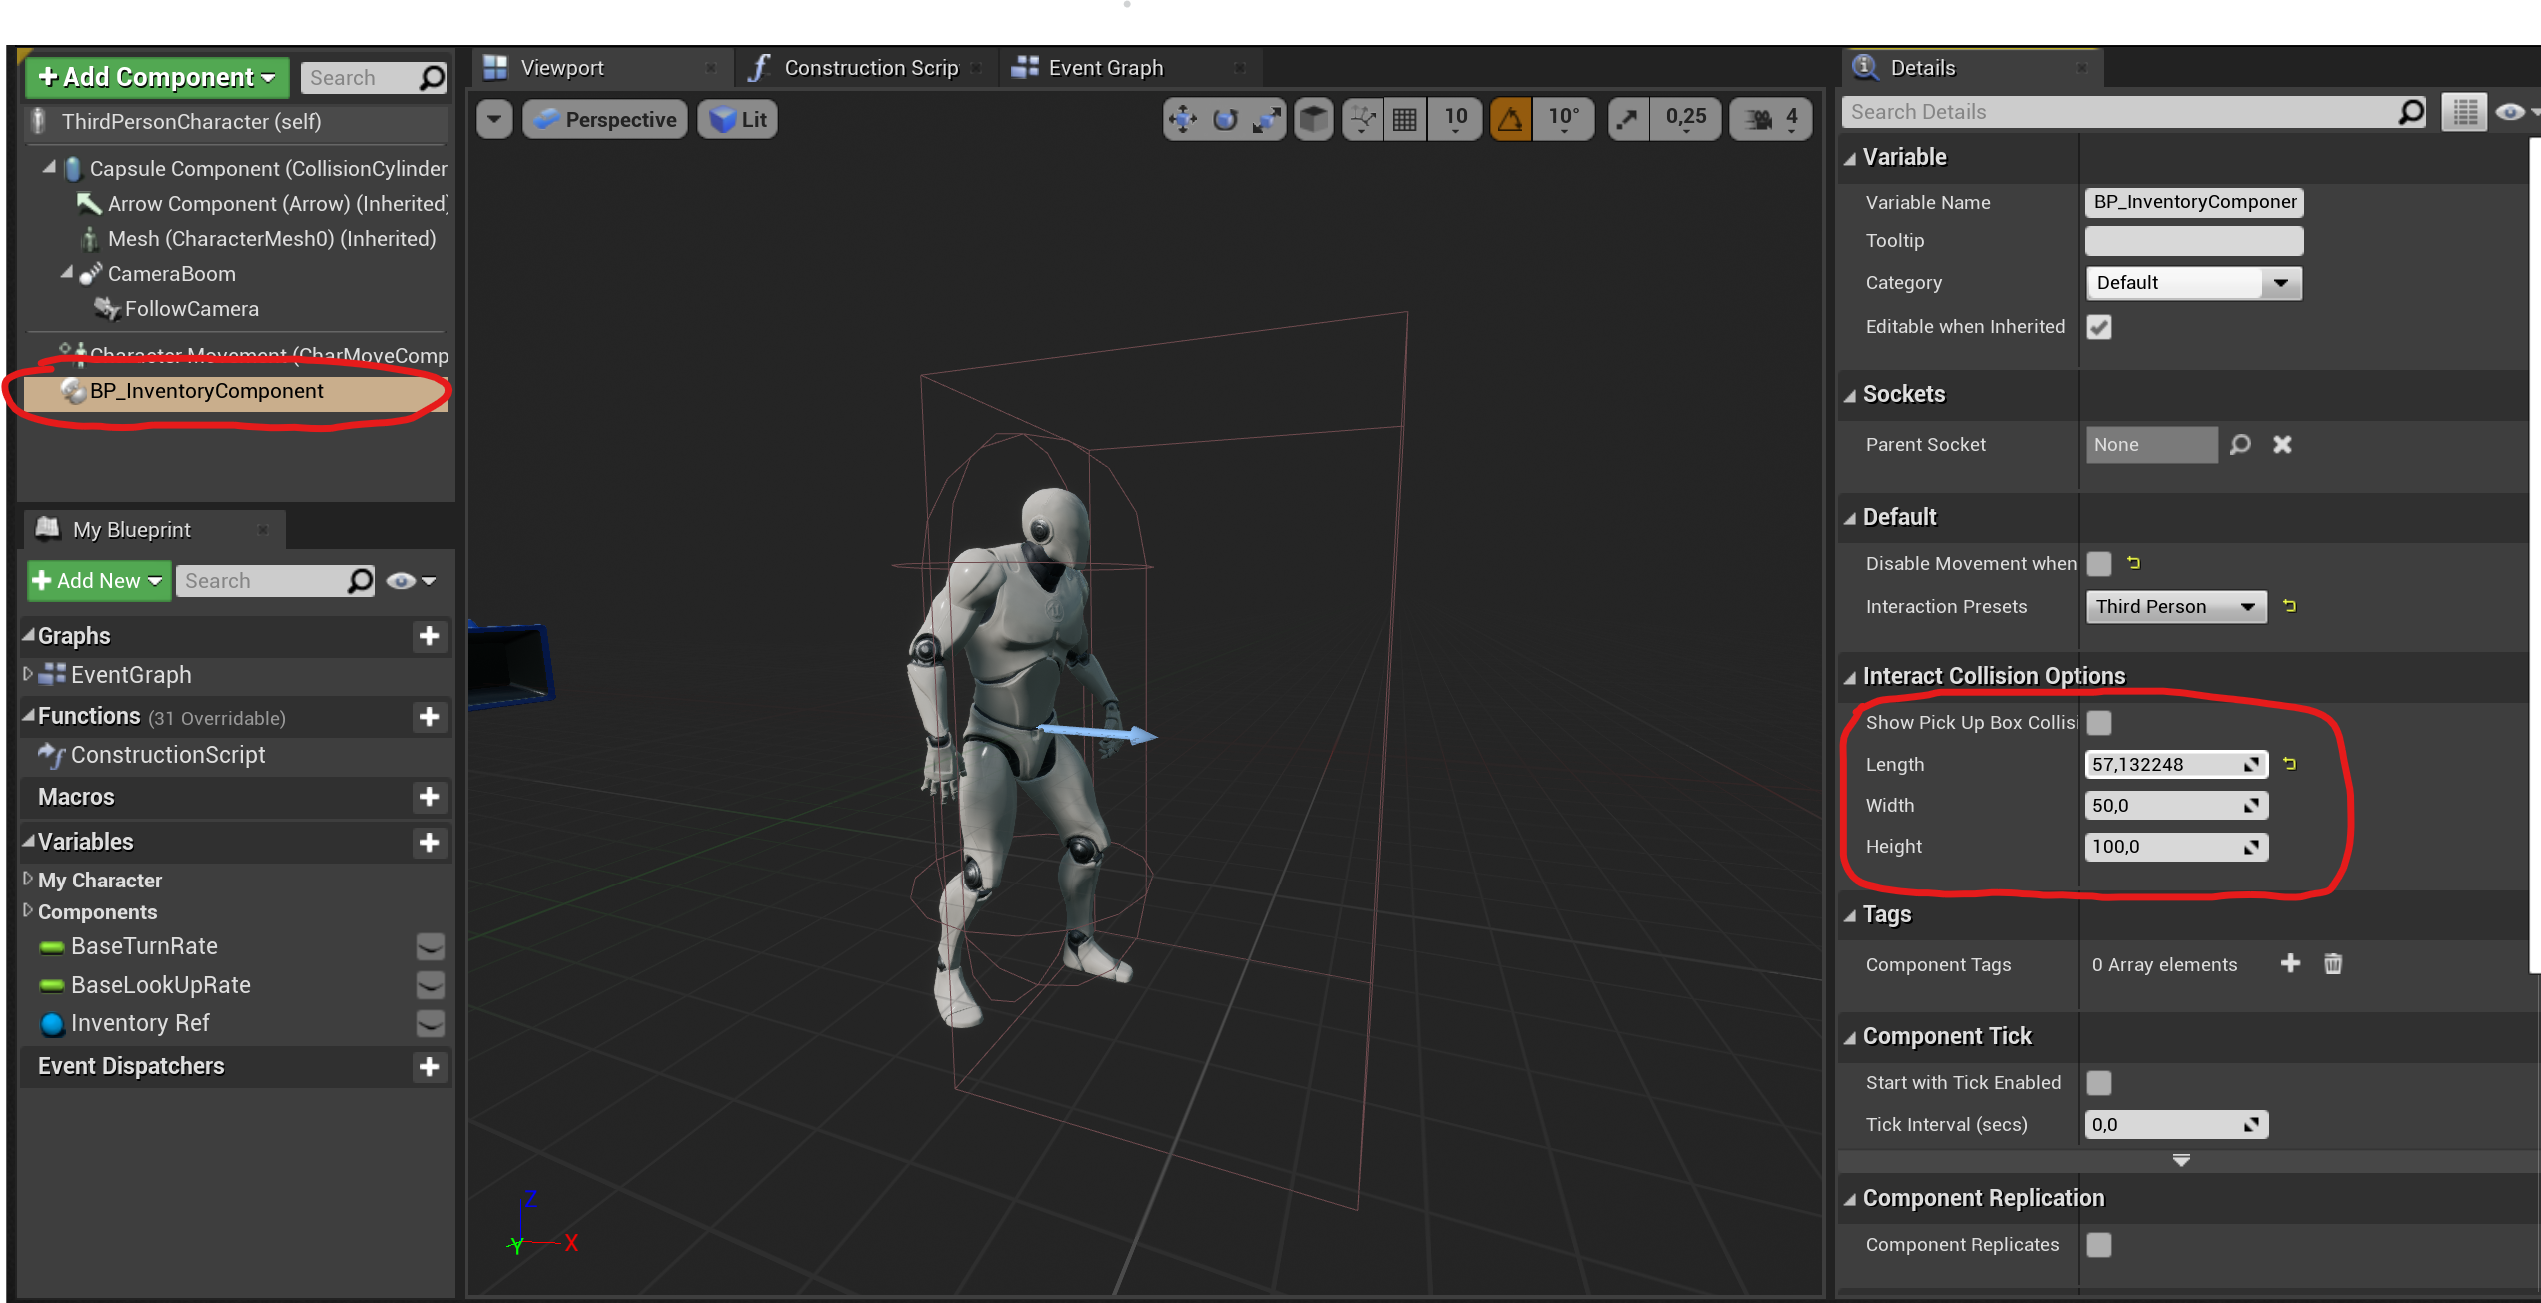 Add Component
Search
ThirdPersonCharacter (self)
Capsule Component (CollisionCylinder
Arrow Component (Arrow) (Inherited)
Mesh (CharacterMesh0) (Inherited)
CameraBoom
FollowCamera
Character Movement (CharMoveComp
BP_InventoryComponent
My Blueprint
Add New
Search
Graphs
EventGraph
Functions (31 Overridable)
ConstructionScript
Macros
Variables
My Character
Components
BaseTurnRate
BaseLookUpRate
Inventory Ref
Event Dispatchers
Viewport
Construction Scrip
Event Graph
Perspective
Lit
10
10°
0,25
4
Z
Y
X
Details
Search Details
Variable
Variable Name
BP_InventoryComponer
Tooltip
Category
Default
Editable when Inherited
Sockets
Parent Socket
None
Default
Disable Movement when
Interaction Presets
Third Person
Interact Collision Options
Show Pick Up Box Collisi
Length
57,132248
Width
50,0
Height
100,0
Tags
Component Tags
0 Array elements
Component Tick
Start with Tick Enabled
Tick Interval (secs)
0,0
Component Replication
Component Replicates